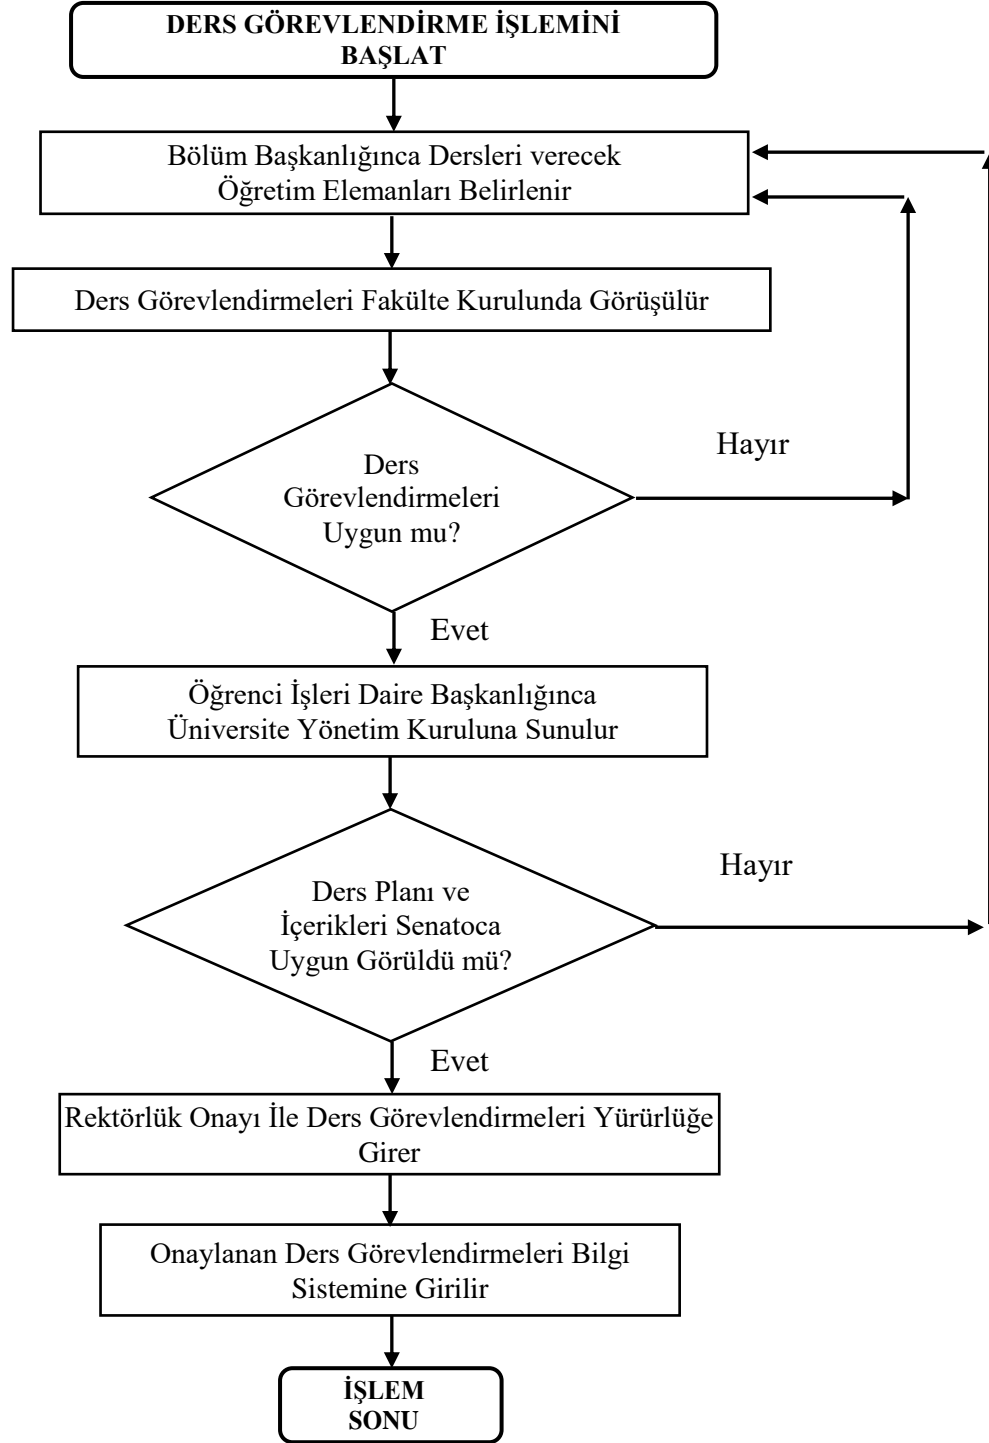 DERS GÖREVLENDİRME İŞLEMİNİ
BAŞLAT
Bölüm Başkanlığınca Dersleri verecek
Öğretim Elemanları Belirlenir
Ders Görevlendirmeleri Fakülte Kurulunda Görüşülür
Ders
Görevlendirmeleri
Uygun mu?
Hayır
Evet
Öğrenci İşleri Daire Başkanlığınca
Üniversite Yönetim Kuruluna Sunulur
Ders Planı ve
İçerikleri Senatoca
Uygun Görüldü mü?
Hayır
Evet
Rektörlük Onayı İle Ders Görevlendirmeleri Yürürlüğe
Girer
Onaylanan Ders Görevlendirmeleri Bilgi
Sistemine Girilir
İŞLEM
SONU